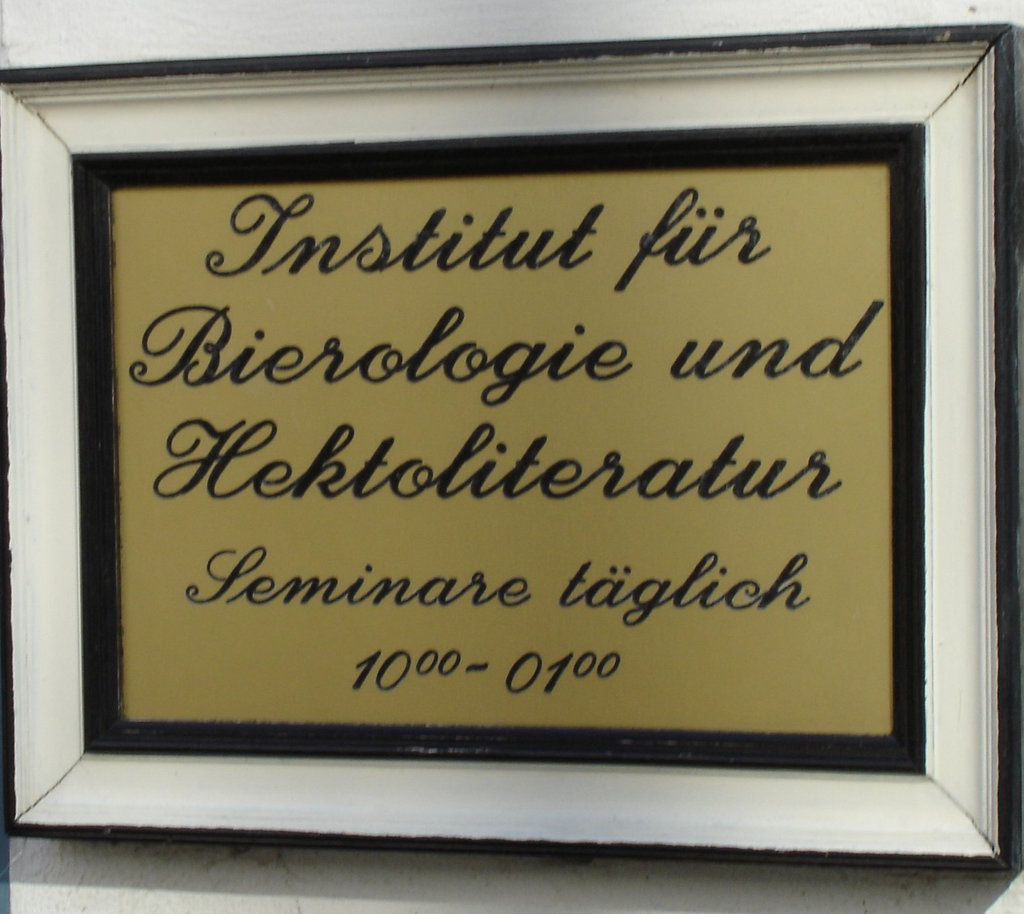 Institut für
Bierologie und
Hektoliteratur
Seminare täglich
10⁰⁰ - 01⁰⁰